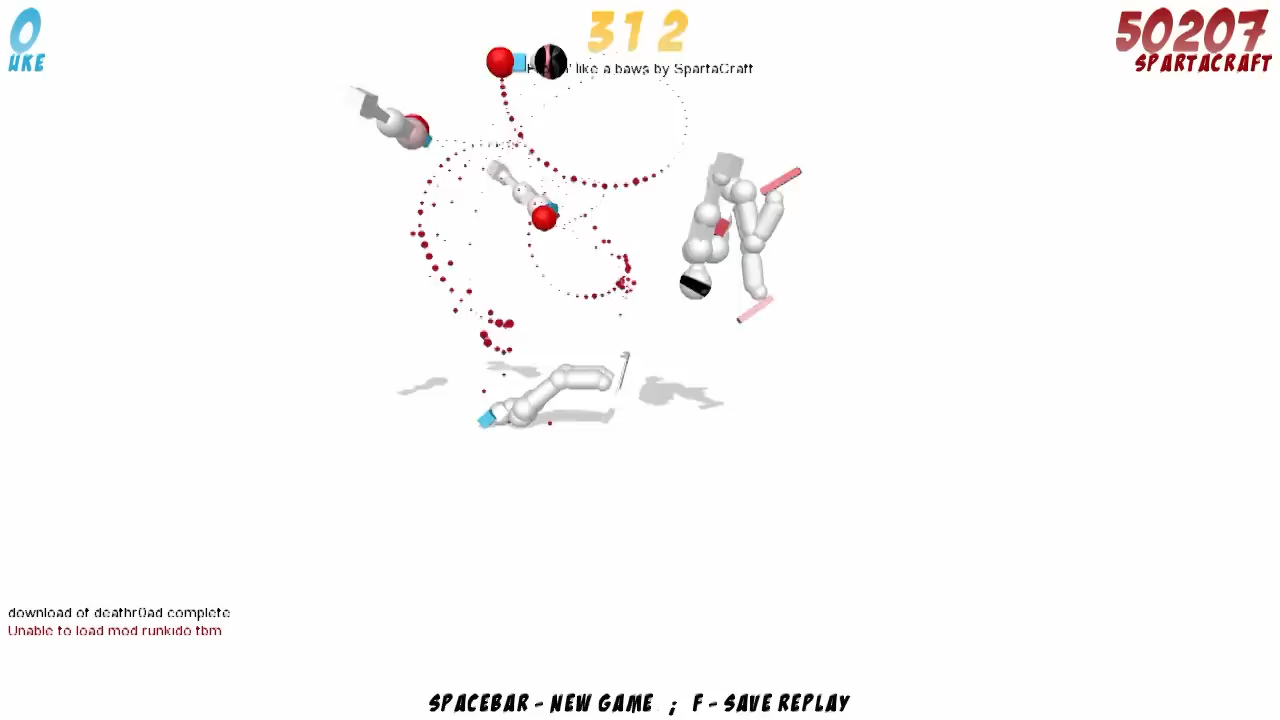 0
UKE
312
like a baws by SpartaCraft
50207
SPARTACRAFT
download of deathr0ad complete
Unable to load mod runkido tbm
SPACEBAR - NEW GAME ; F - SAVE REPLAY